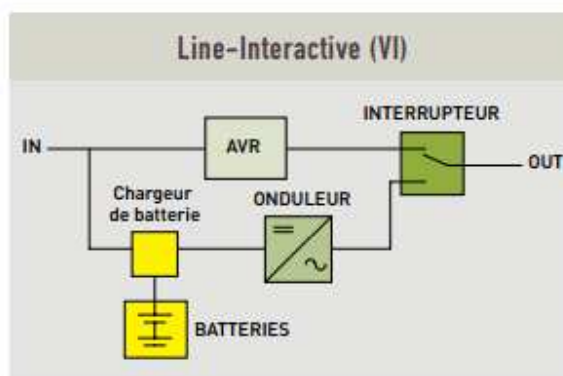 Line-Interactive (VI)
INTERRUPTEUR
IN
AVR
OUT
Chargeur
de batterie
ONDULEUR
BATTERIES